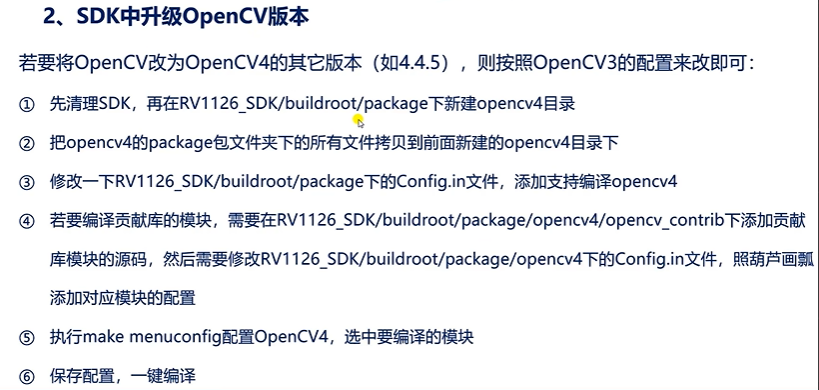 2、SDK中升级OpenCV版本
若要将OpenCV改为OpenCV4的其它版本（如4.4.5），则按照OpenCV3的配置来改即可：
① 先清理SDK，再在RV1126_SDK/buildroot/package下新建opencv4目录
② 把opencv4的package包文件夹下的所有文件拷贝到前面新建的opencv4目录下
③ 修改一下RV1126_SDK/buildroot/package下的Config.in文件，添加支持编译opencv4
④ 若要编译贡献库的模块，需要在RV1126_SDK/buildroot/package/opencv4/opencv_contrib下添加贡献
库模块的源码，然后需要修改RV1126_SDK/buildroot/package/opencv4下的Config.in文件，照葫芦画瓢
添加对应模块的配置
⑤ 执行make menuconfig配置OpenCV4，选中要编译的模块
⑥ 保存配置，一键编译